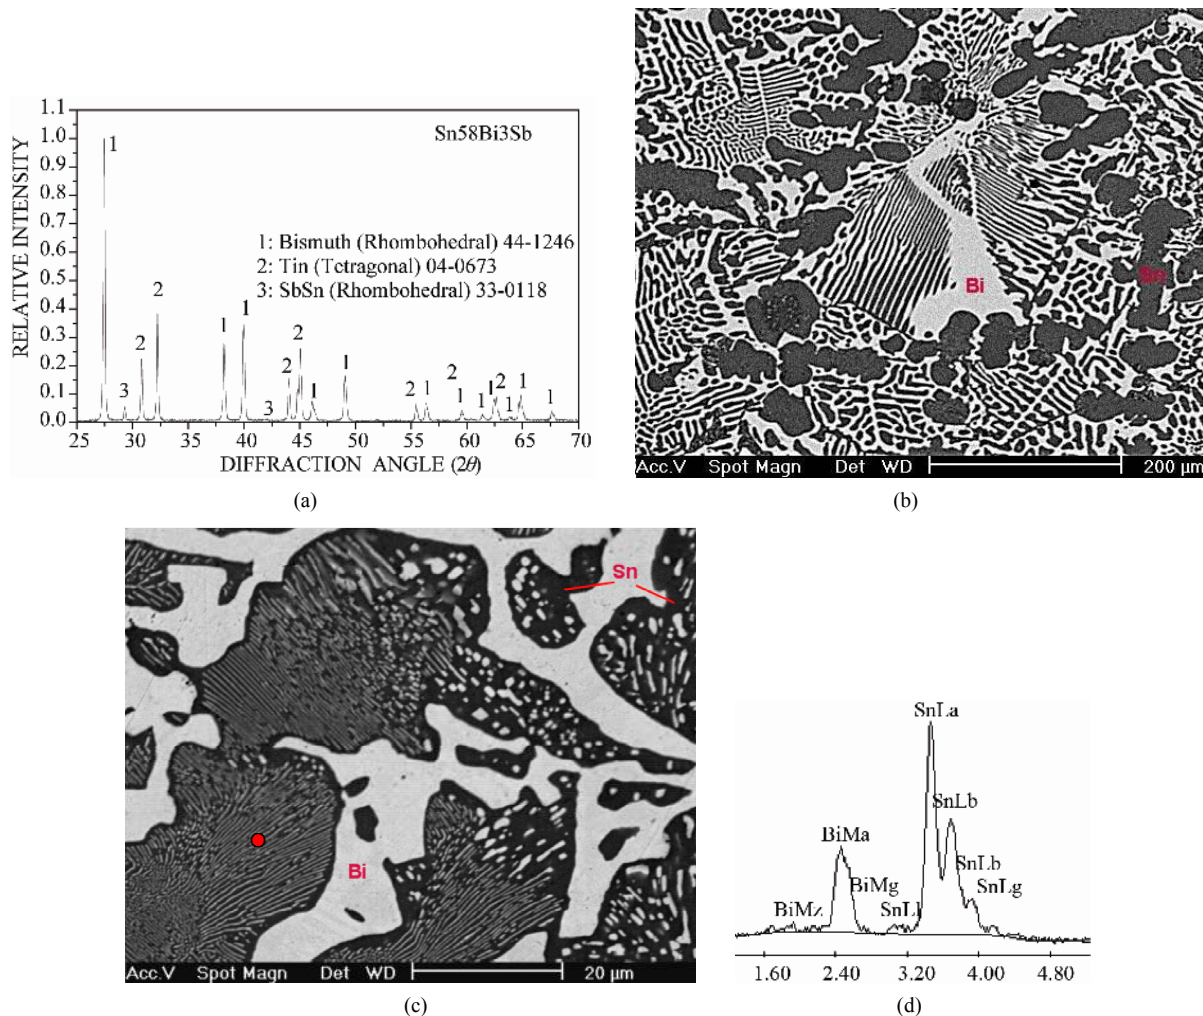 1.1
1.0
0.9
0.8
0.7
0.6
0.5
0.4
0.3
0.2
0.1
0.0
RELATIVE INTENSITY
Sn58Bi3Sb
1: Bismuth (Rhombohedral) 44-1246
2: Tin (Tetragonal) 04-0673
3: SbSn (Rhombohedral) 33-0118
1
3
2
2
1
1
3
2
2
1
1
2
1
2
1
1
1
2
3
1
1
25 30 35 40 45 50 55 60 65 70
DIFFRACTION ANGLE (2θ)
(a)
Bi
Sn
Acc.V Spot Magn Det WD 200 µm
(b)
Sn
Bi
Acc.V Spot Magn Det WD 20 µm
(c)
SnLa
SnLb
BiMa
SnLb
BiMg
SnLg
BiMz
SnLl
1.60 2.40 3.20 4.00 4.80
(d)